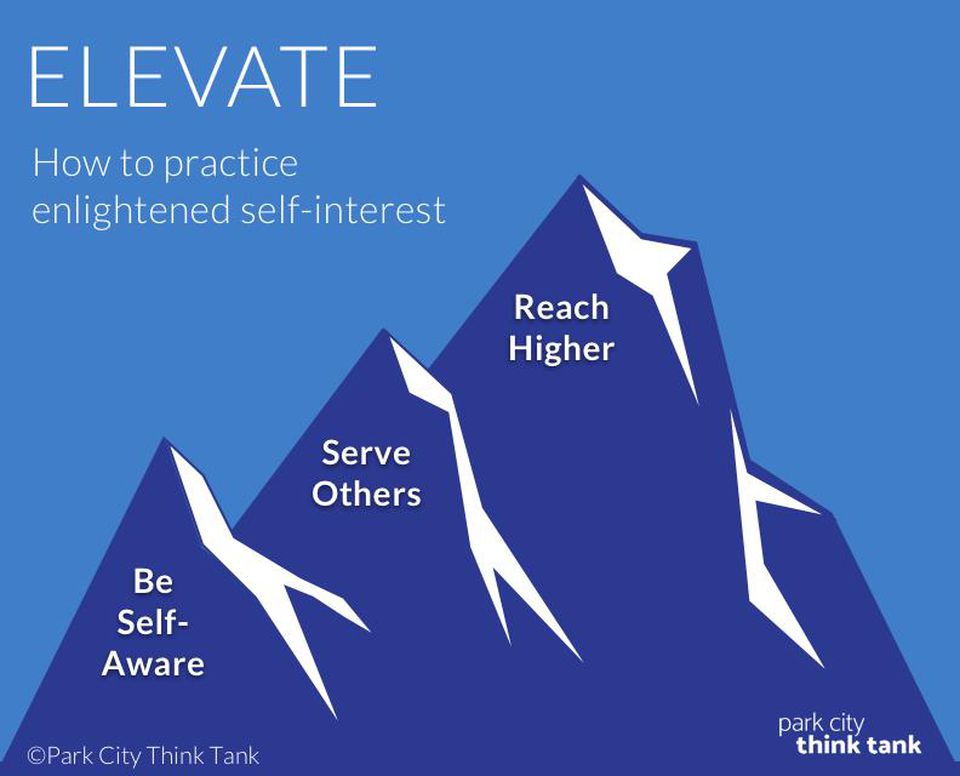 ELEVATE
How to practice
enlightened self-interest
Reach
Higher
Serve
Others
Be
Self-
Aware
©Park City Think Tank
park city
think tank